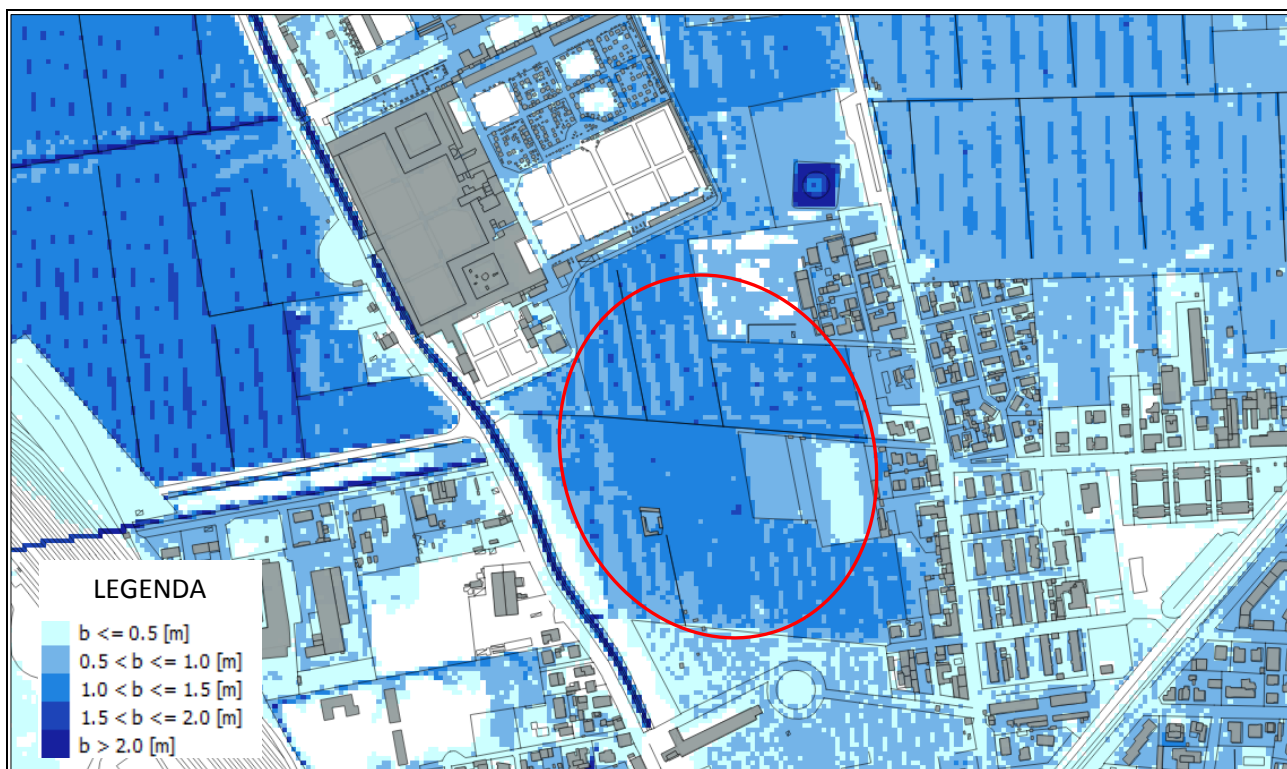 LEGENDA
b <= 0.5 [m]
0.5 < b <= 1.0 [m]
1.0 < b <= 1.5 [m]
1.5 < b <= 2.0 [m]
b > 2.0 [m]